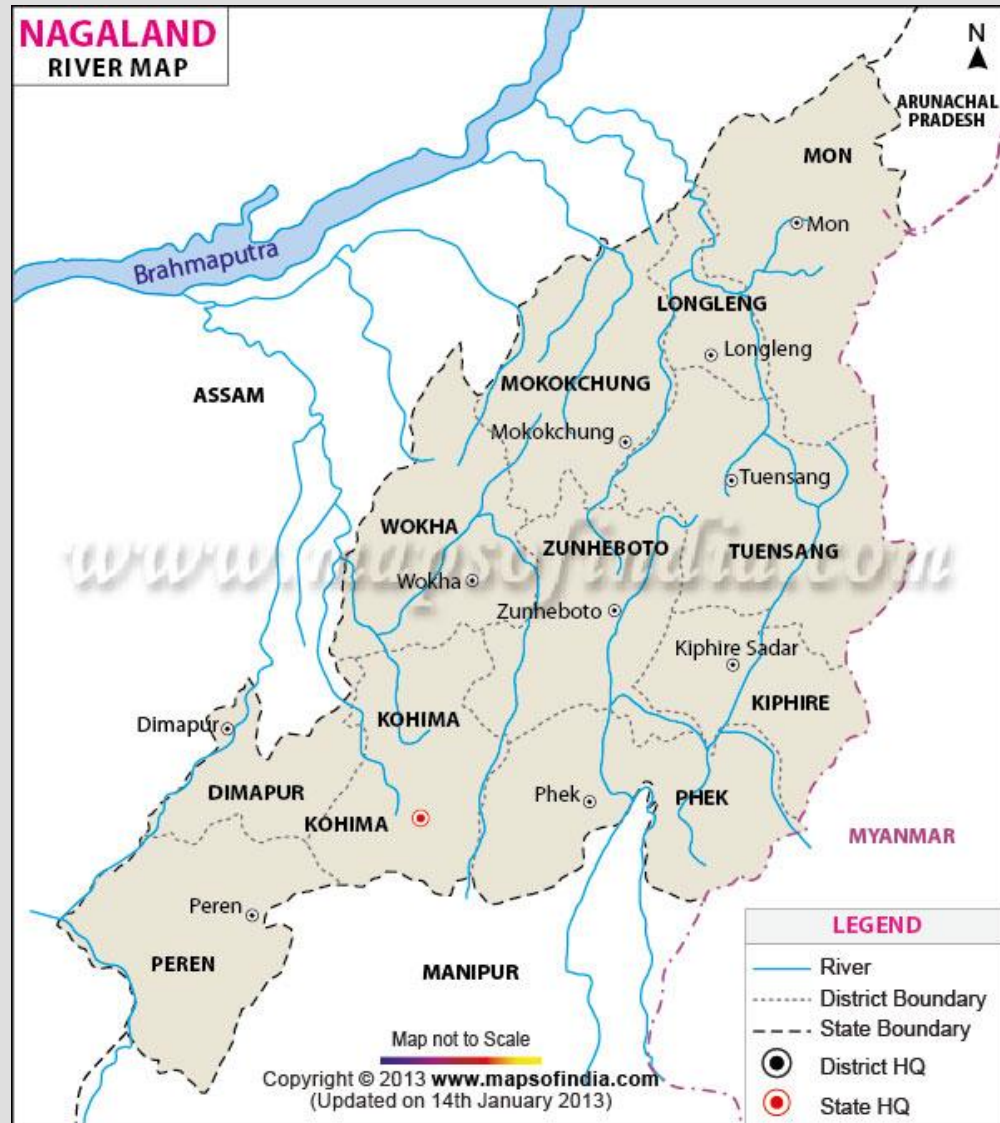 NAGALAND
RIVER MAP
N
ARUNACHAL
PRADESH
MON
Mon
Brahmaputra
LONGLENG
Longleng
ASSAM
MOKOKCHUNG
Mokokchung
Tuensang
WOKHA
ZUNHEBOTO
TUENSANG
www.mapsofindia.com
Wokha
Zunheboto
Kiphire Sadar
KIPHIRE
KOHIMA
Dimapur
DIMAPUR
Phek
PHEK
KOHIMA
MYANMAR
Peren
PEREN
MANIPUR
LEGEND
River
District Boundary
State Boundary
District HQ
State HQ
Map not to Scale
Copyright © 2013 www.mapsofindia.com
(Updated on 14th January 2013)